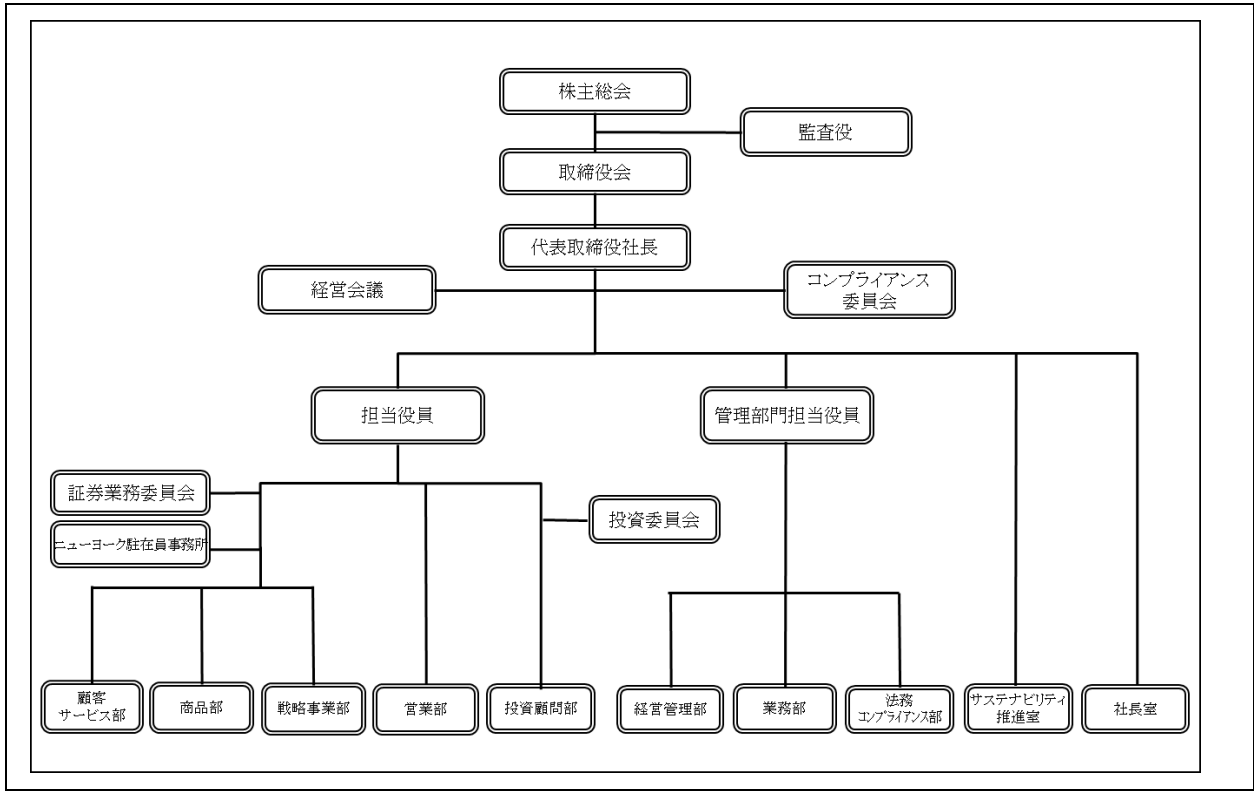 株主総会
監査役
取締役会
代表取締役社長
経営会議
コンプライアンス
委員会
担当役員
管理部門担当役員
証券業務委員会
投資委員会
ニューヨーク駐在員事務所
顧客
サービス部
商品部
戦略事業部
営業部
投資顧問部
経営管理部
業務部
法務
コンプライアンス部
サステナビリティ
推進室
社長室